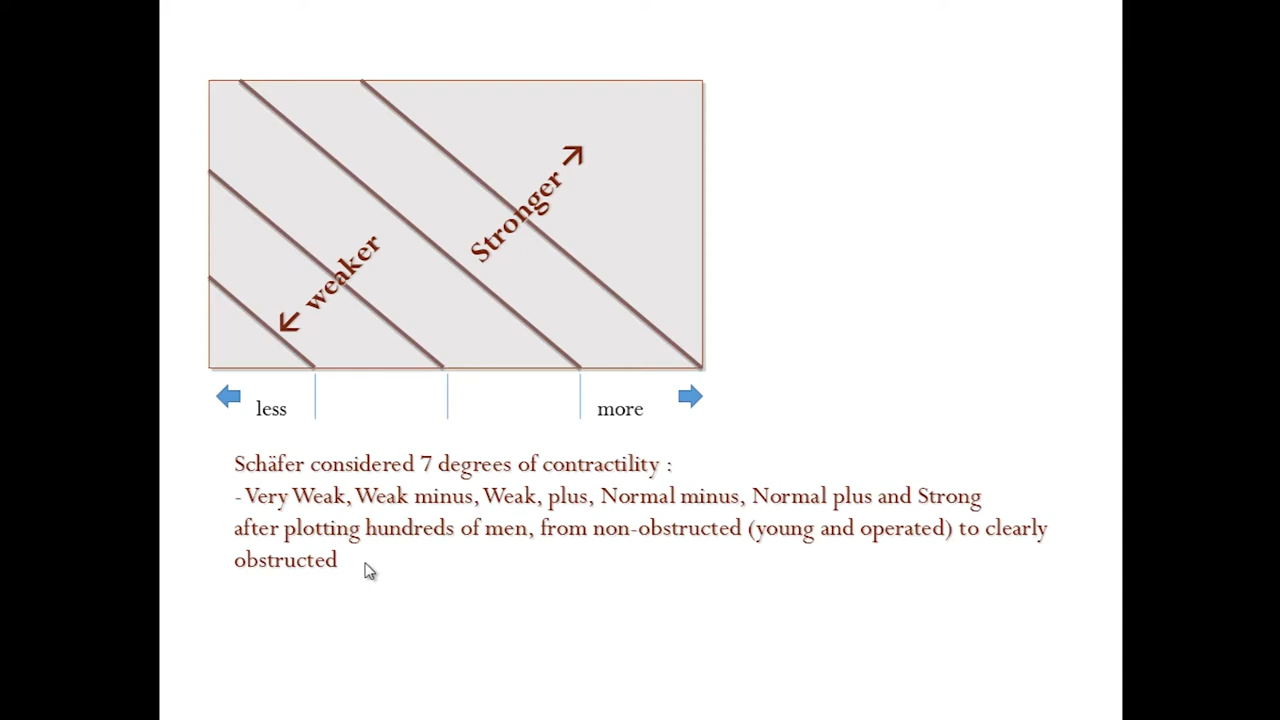 Stronger
weaker
less
more
Schäfer considered 7 degrees of contractility :
- Very Weak, Weak minus, Weak, plus, Normal minus, Normal plus and Strong
after plotting hundreds of men, from non-obstructed (young and operated) to clearly
obstructed